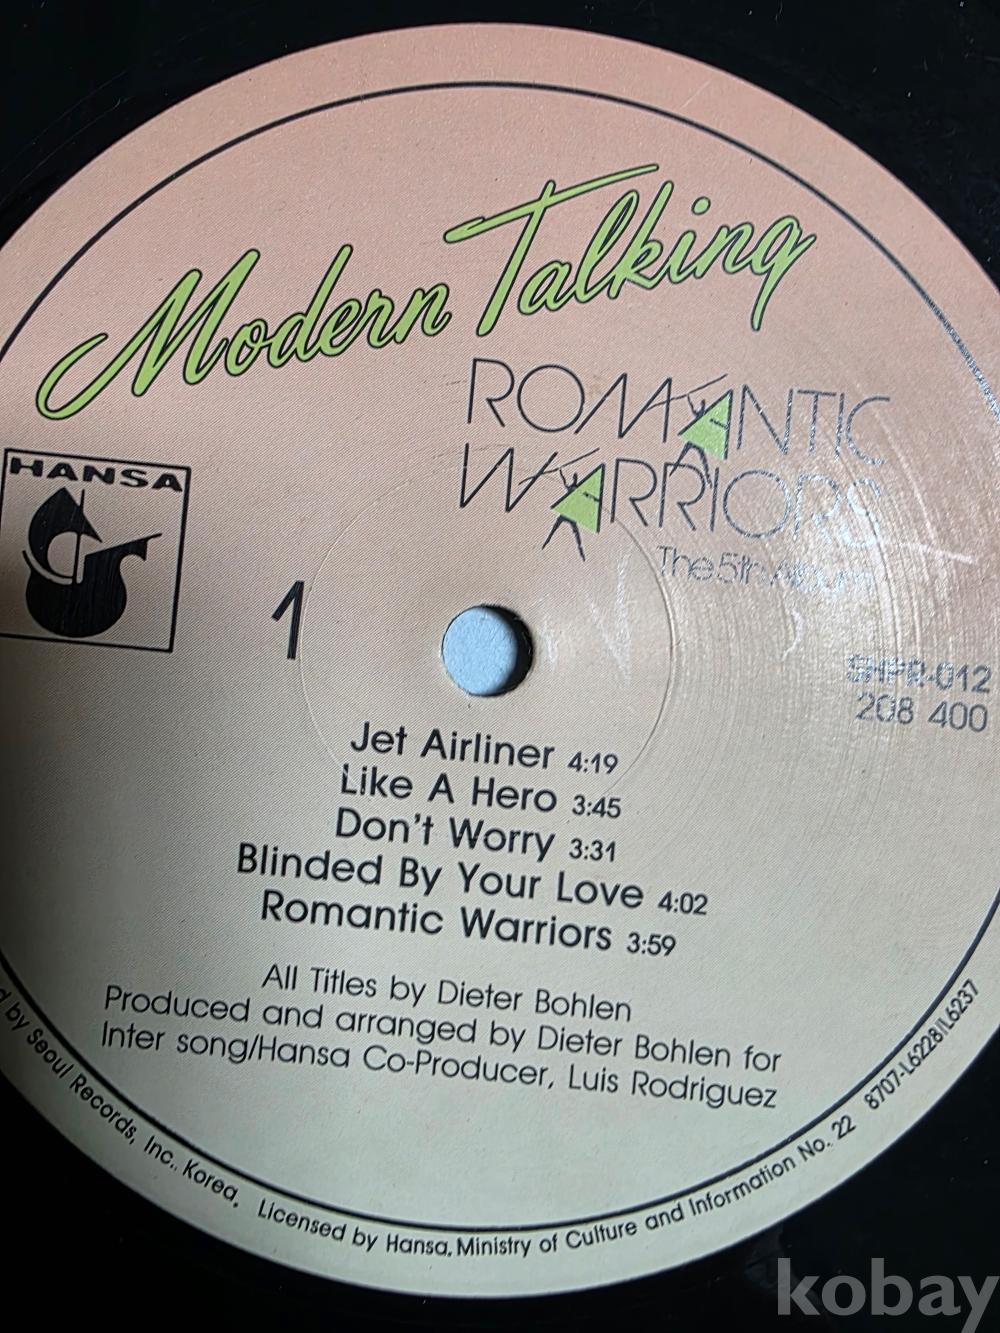 Modern Talking
ROMANTIC
WARRIORS
The 5th Album
HANSA
1
SHPR-012
208 400
Jet Airliner 4:19
Like A Hero 3:45
Don't Worry 3:31
Blinded By Your Love 4:02
Romantic Warriors 3:59
All Titles by Dieter Bohlen
Produced and arranged by Dieter Bohlen for
Inter song/Hansa Co-Producer, Luis Rodriguez
by Seoul Records, Inc., Korea, Licensed by Hansa, Ministry of Culture and Information No. 22 8707-L6228/L6237
kobay